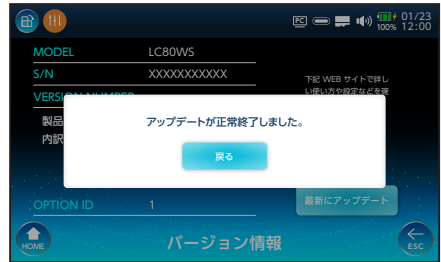 PC 01/23
100% 12:00
MODEL LC80WS
S/N XXXXXXXXXXX
下記 WEB サイトで詳し
い使い方や設定などを確
VERSION NUMBER
製品
内訳
アップデートが正常終了しました。
戻る
OPTION ID 1
最新にアップデート
HOME
バージョン情報
ESC